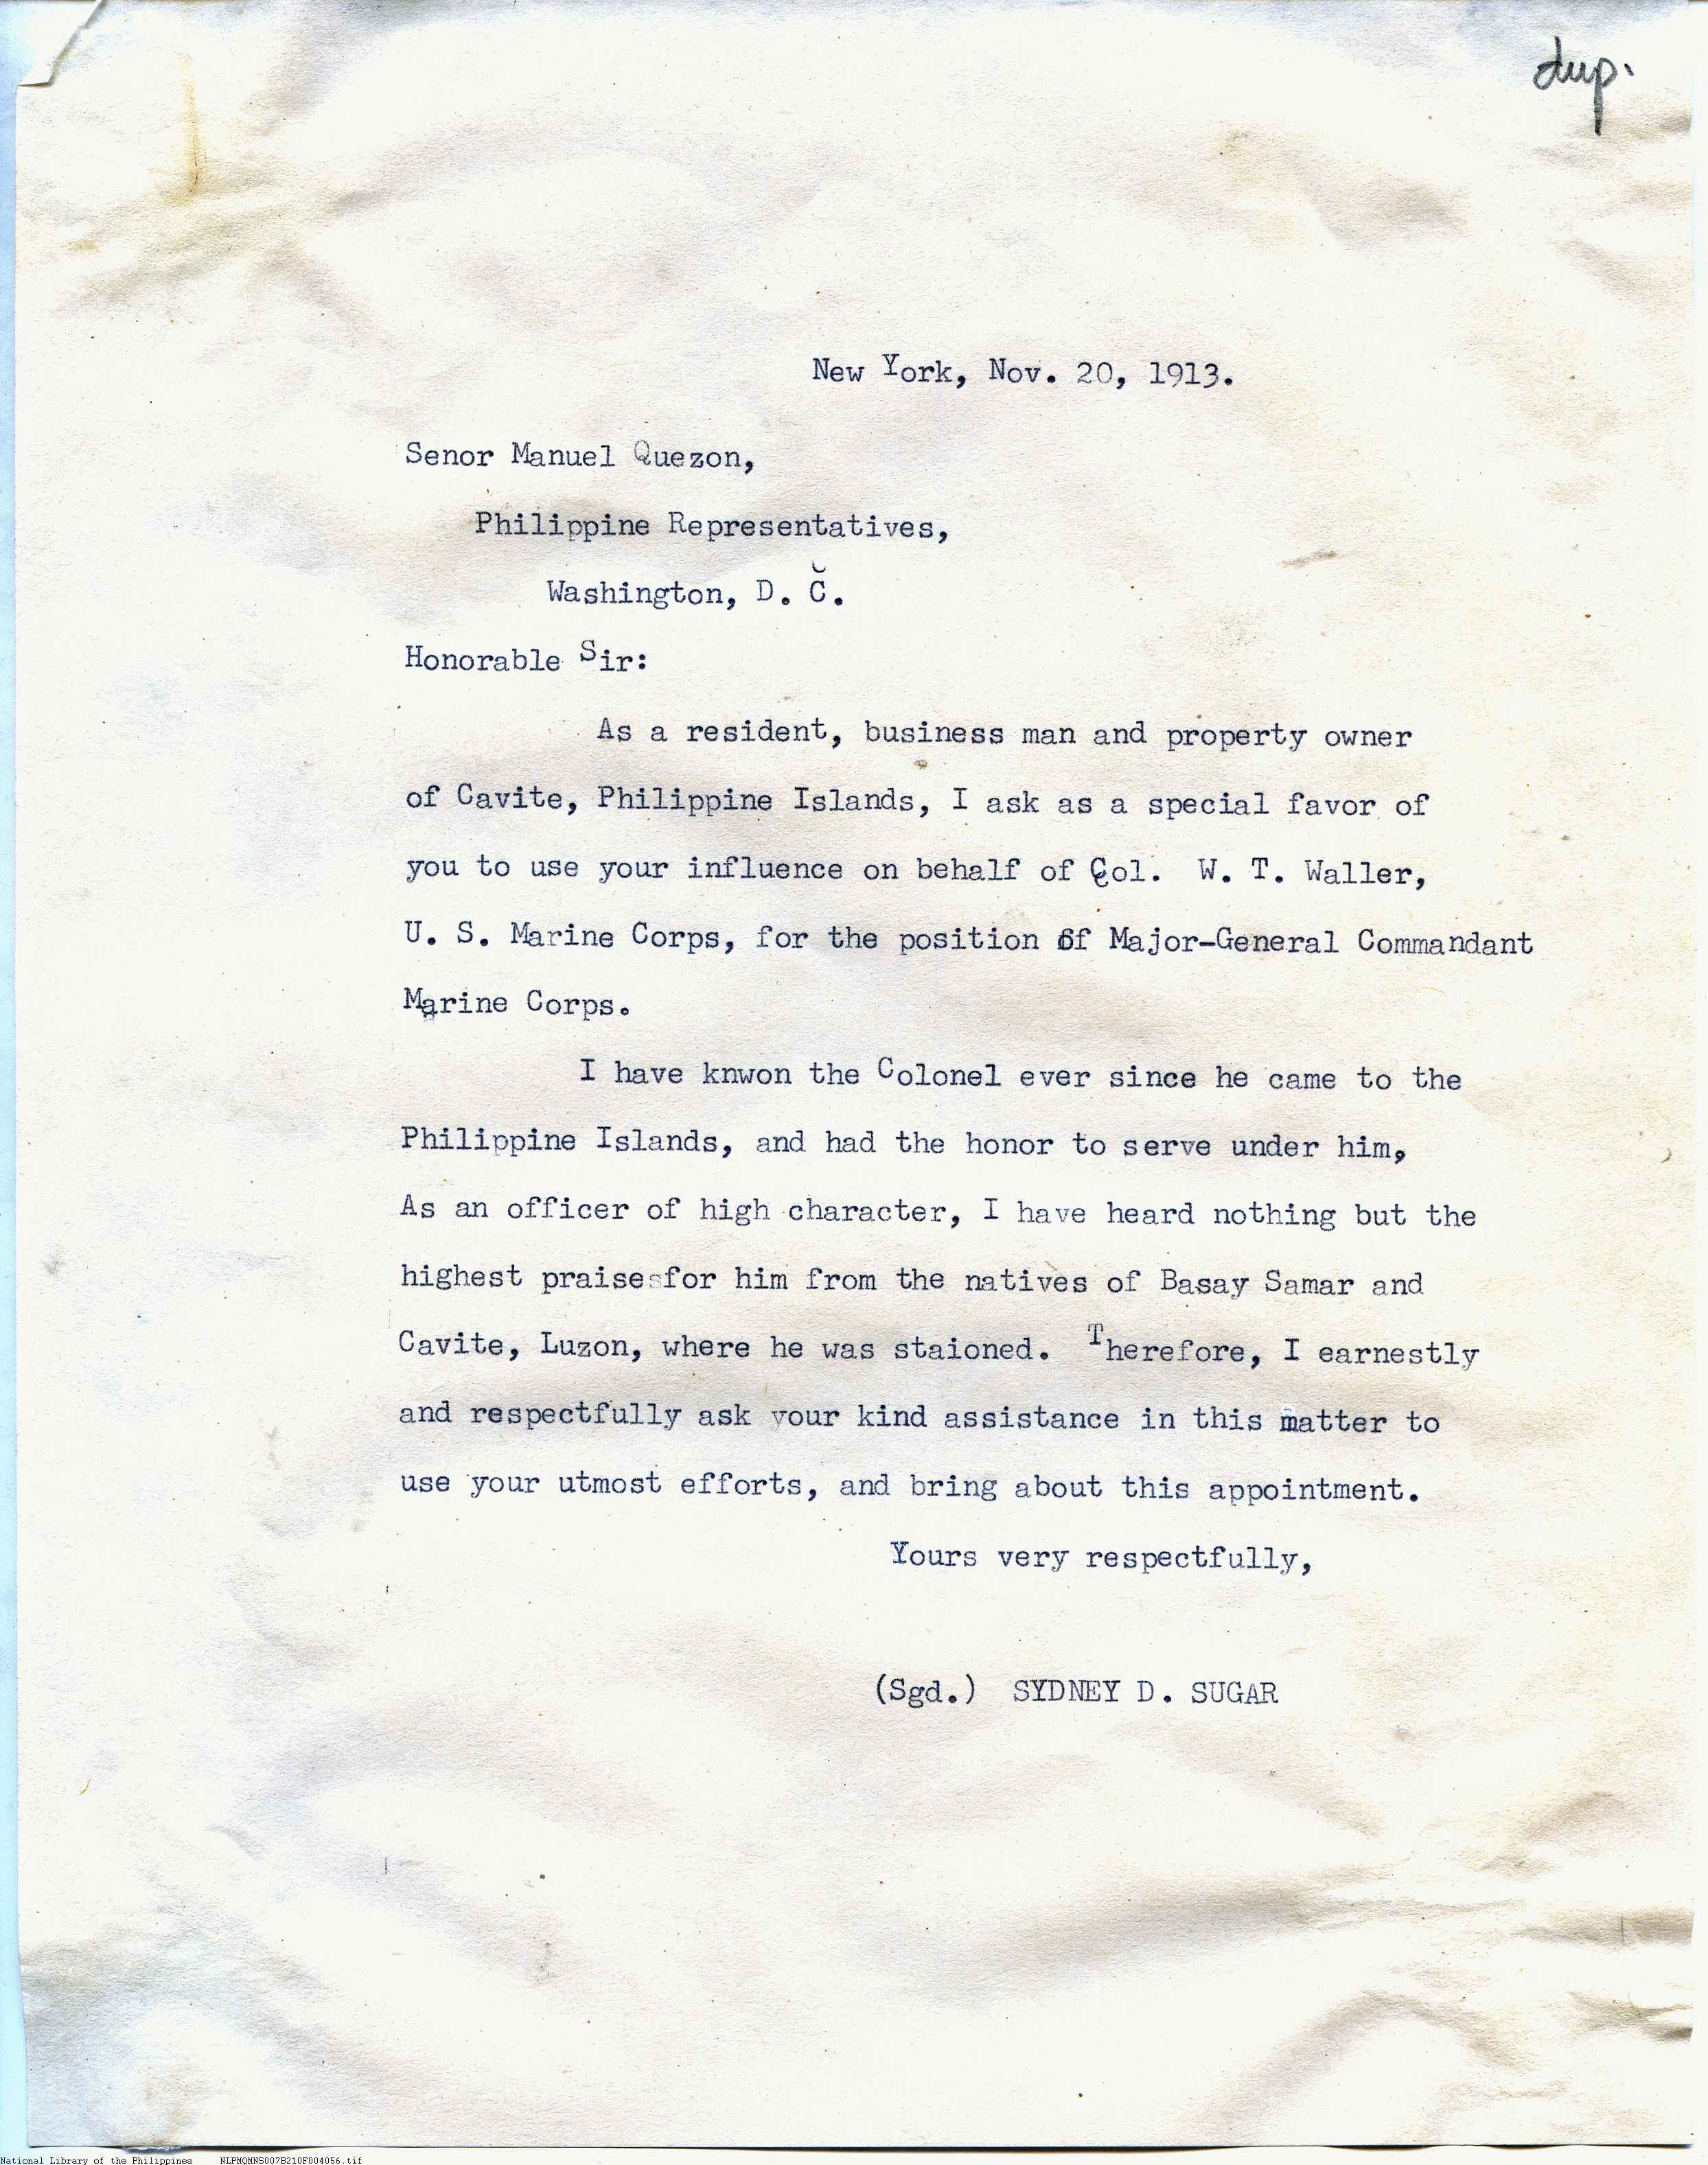 dup.
New York, Nov. 20, 1913.
Senor Manuel Quezon,
Philippine Representatives,
Washington, D. C.
Honorable Sir:
As a resident, business man and property owner
of Cavite, Philippine Islands, I ask as a special favor of
you to use your influence on behalf of Col. W. T. Waller,
U. S. Marine Corps, for the position of Major-General Commandant
Marine Corps.
I have knwon the Colonel ever since he came to the
Philippine Islands, and had the honor to serve under him,
As an officer of high character, I have heard nothing but the
highest praisesfor him from the natives of Basay Samar and
Cavite, Luzon, where he was staioned. Therefore, I earnestly
and respectfully ask your kind assistance in this matter to
use your utmost efforts, and bring about this appointment.
Yours very respectfully,
(Sgd.) SYDNEY D. SUGAR
National Library of the Philippines NLPMQMNS007B210F004056.tif